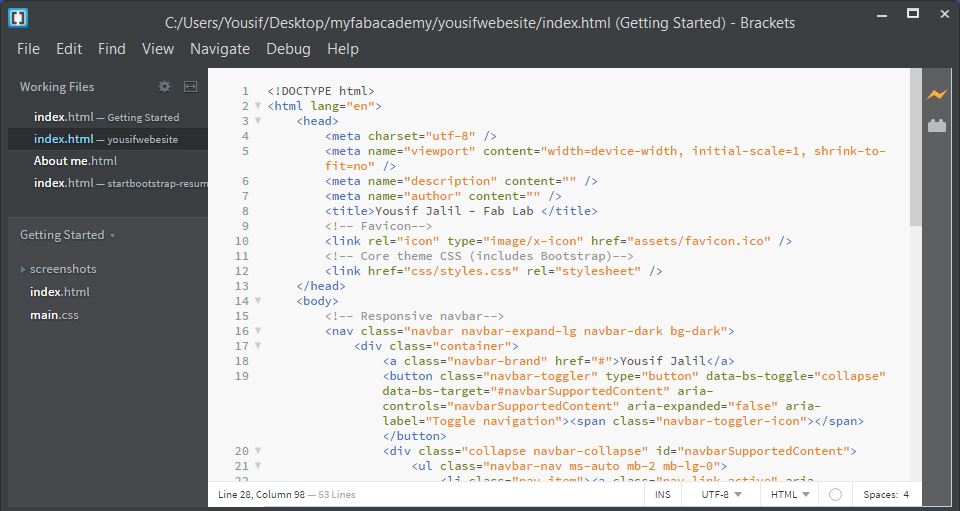 C:/Users/Yousif/Desktop/myfabacademy/yousifwebesite/index.html (Getting Started) - Brackets
File Edit Find View Navigate Debug Help
Working Files
index.html — Getting Started
index.html — yousifwebesite
About me.html
index.html — startbootstrap-resum
Getting Started
screenshots
index.html
main.css
1 <!DOCTYPE html>
2 <html lang="en">
3 <head>
4 <meta charset="utf-8" />
5 <meta name="viewport" content="width=device-width, initial-scale=1, shrink-to-
fit=no" />
6 <meta name="description" content="" />
7 <meta name="author" content="" />
8 <title>Yousif Jalil - Fab Lab </title>
9 <!-- Favicon-->
10 <link rel="icon" type="image/x-icon" href="assets/favicon.ico" />
11 <!-- Core theme CSS (includes Bootstrap)-->
12 <link href="css/styles.css" rel="stylesheet" />
13 </head>
14 <body>
15 <!-- Responsive navbar-->
16 <nav class="navbar navbar-expand-lg navbar-dark bg-dark">
17 <div class="container">
18 <a class="navbar-brand" href="#">Yousif Jalil</a>
19 <button class="navbar-toggler" type="button" data-bs-toggle="collapse"
data-bs-target="#navbarSupportedContent" aria-
controls="navbarSupportedContent" aria-expanded="false" aria-
label="Toggle navigation"><span class="navbar-toggler-icon"></span>
</button>
20 <div class="collapse navbar-collapse" id="navbarSupportedContent">
21 <ul class="navbar-nav ms-auto mb-2 mb-lg-0">
22 <li class="nav-item"><a class="nav-link active" aria-
Line 28, Column 98 — 53 Lines
INS UTF-8 HTML Spaces: 4